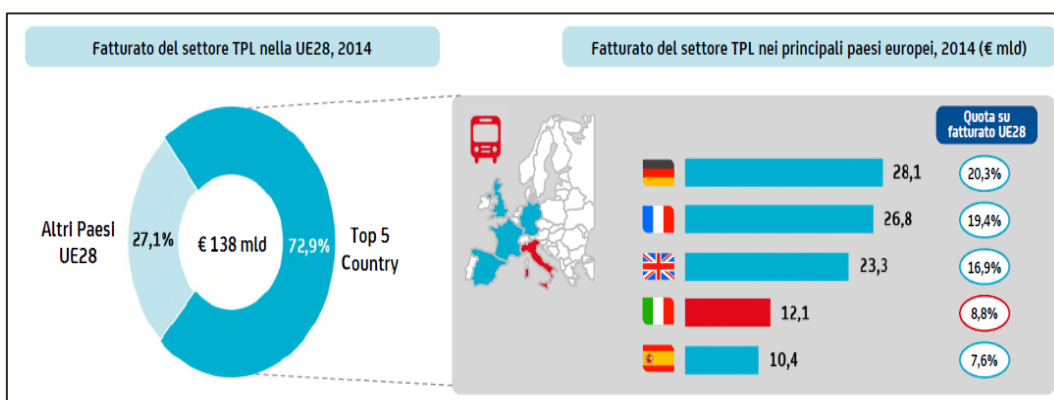 Fatturato del settore TPL nella UE28, 2014
Altri Paesi
UE28
27,1%
€ 138 mld
72,9%
Top 5
Country
Fatturato del settore TPL nei principali paesi europei, 2014 (€ mld)
Quota su
fatturato UE28
28,1
20,3%
26,8
19,4%
23,3
16,9%
12,1
8,8%
10,4
7,6%